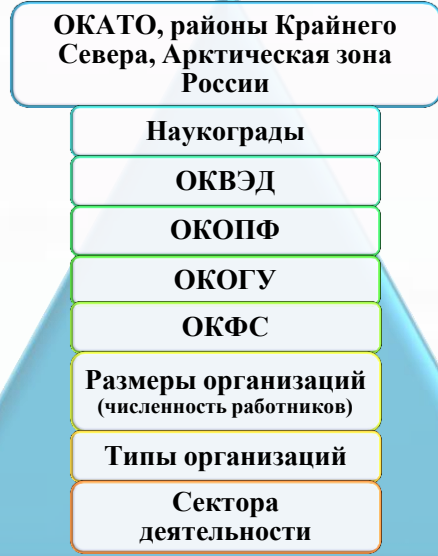 ОКАТО, районы Крайнего
Севера, Арктическая зона
России
Наукограды
ОКВЭД
ОКОПФ
ОКОГУ
ОКФС
Размеры организаций
(численность работников)
Типы организаций
Сектора
деятельности